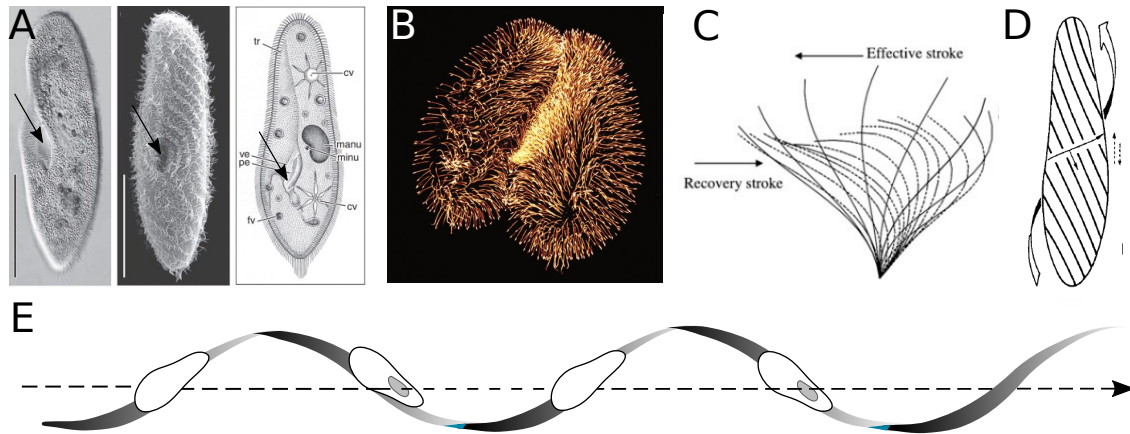 A
B
C
D
E
tr
cv
manu
minu
ve
pe
fv
cv
Effective stroke
Recovery stroke